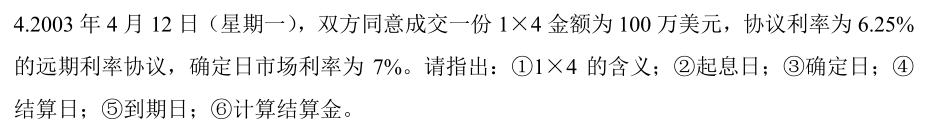 4.2003 年 4 月 12 日（星期一），双方同意成交一份 1×4 金额为 100 万美元，协议利率为 6.25%
的远期利率协议，确定日市场利率为 7%。请指出：①1×4 的含义；②起息日；③确定日；④
结算日；⑤到期日；⑥计算结算金。